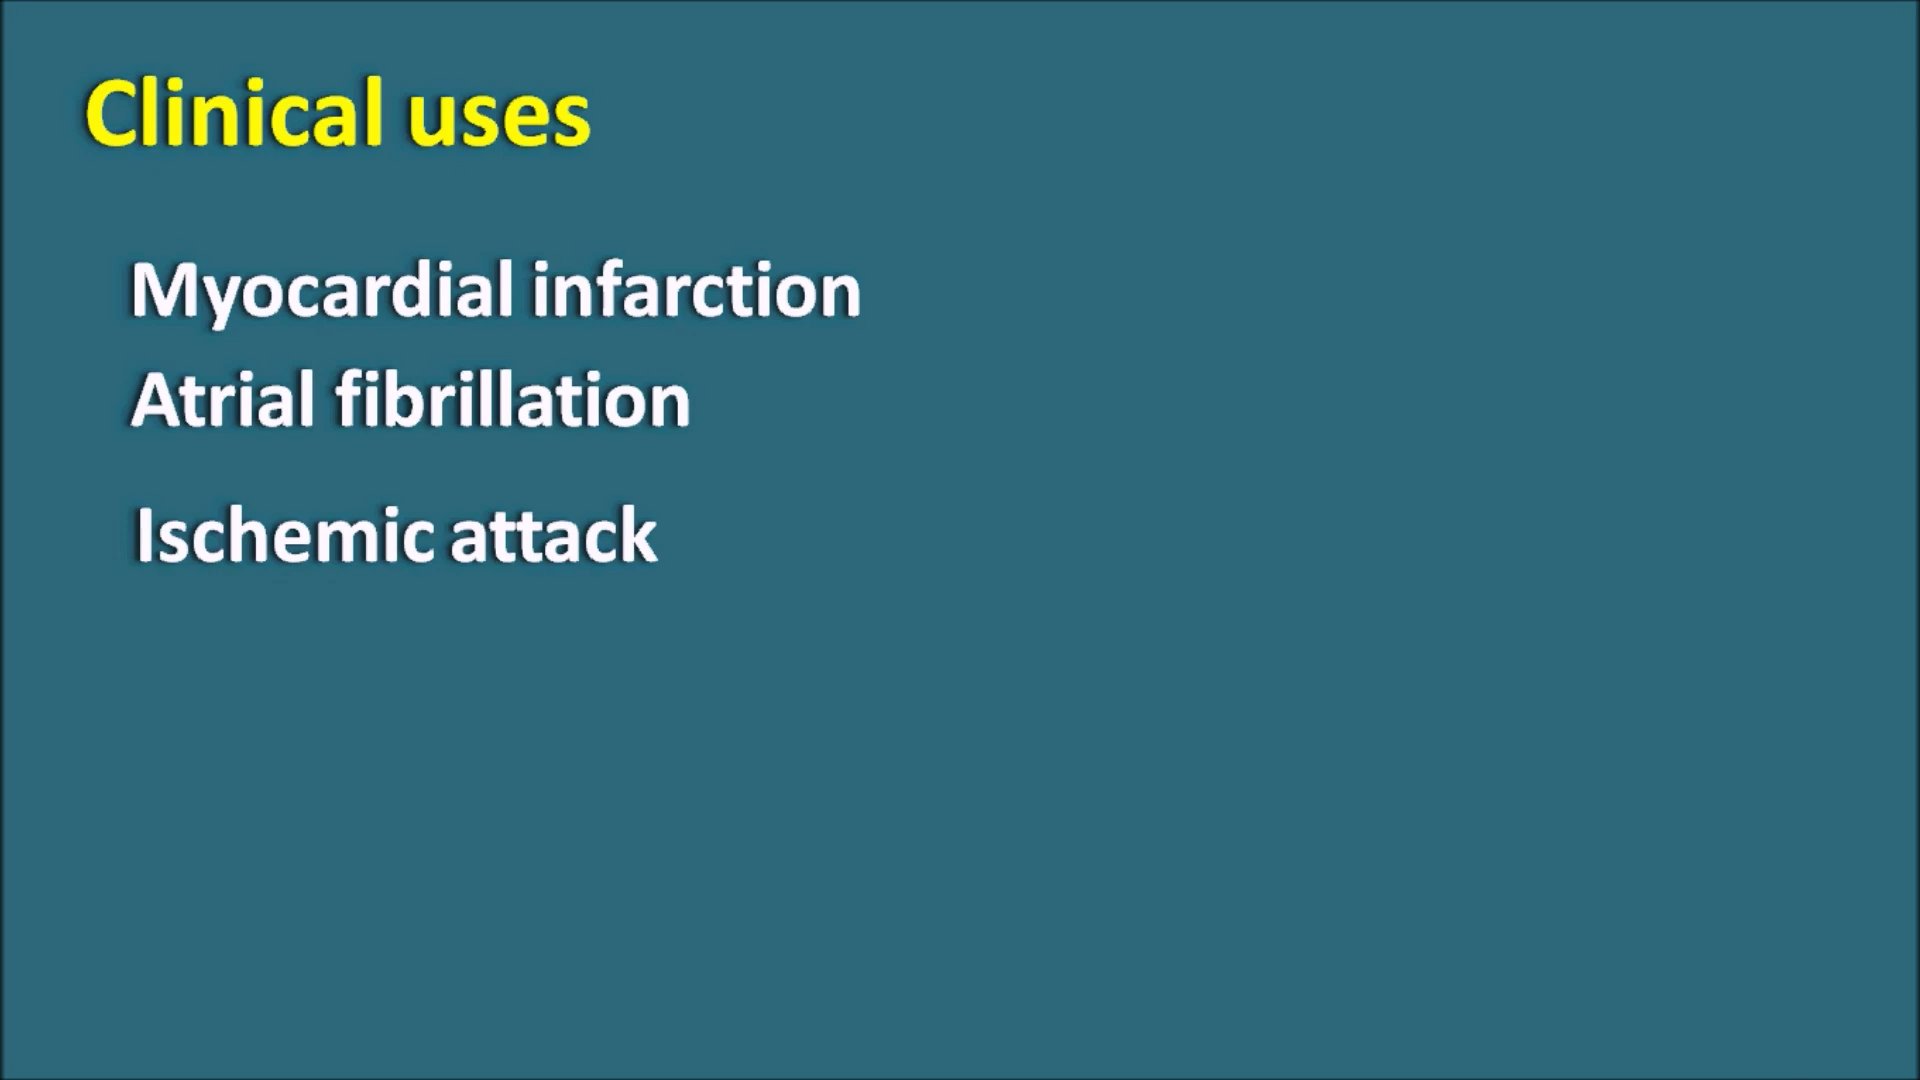 Clinical uses
Myocardial infarction
Atrial fibrillation
Ischemic attack